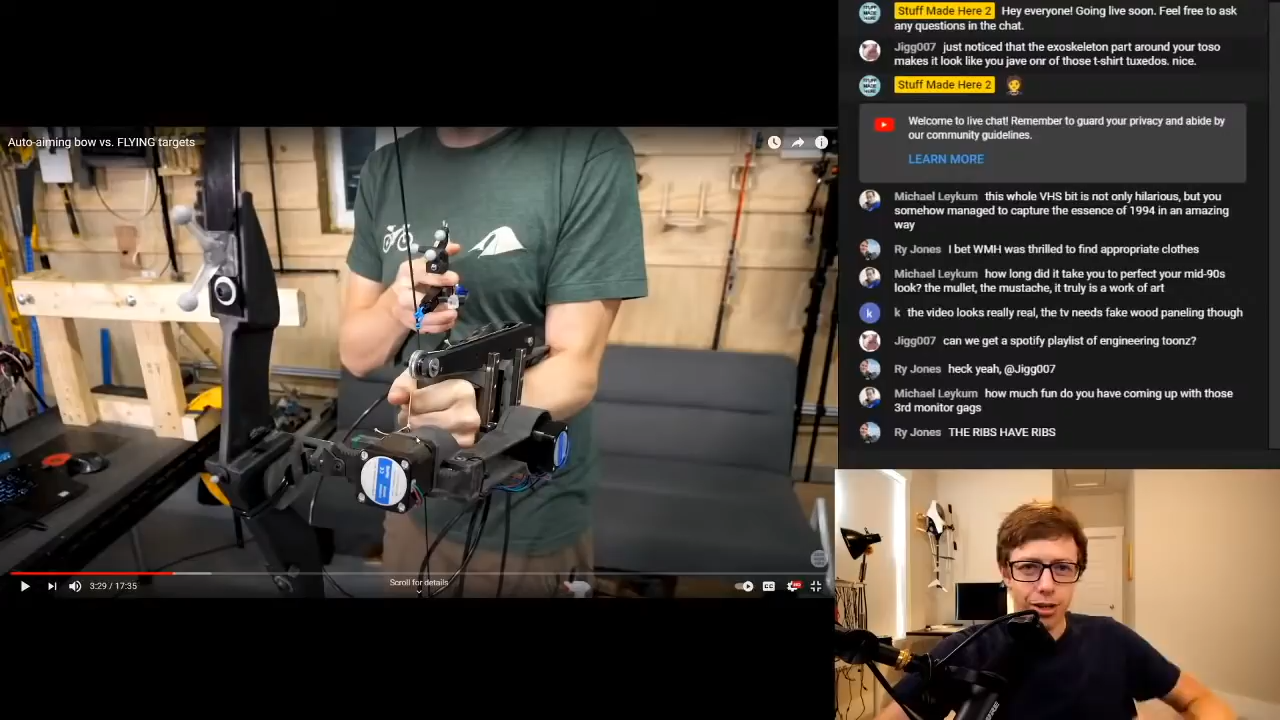 Auto-aiming bow vs. FLYING targets
3:29 / 17:35
Scroll for details
CC
HD
Stuff Made Here 2 Hey everyone! Going live soon. Feel free to ask
any questions in the chat.
Jigg007 just noticed that the exoskeleton part around your toso
makes it look like you jave onr of those t-shirt tuxedos. nice.
Stuff Made Here 2
Welcome to live chat! Remember to guard your privacy and abide by
our community guidelines.
LEARN MORE
Michael Leykum this whole VHS bit is not only hilarious, but you
somehow managed to capture the essence of 1994 in an amazing
way
Ry Jones I bet WMH was thrilled to find appropriate clothes
Michael Leykum how long did it take you to perfect your mid-90s
look? the mullet, the mustache, it truly is a work of art
k
k the video looks really real, the tv needs fake wood paneling though
Jigg007 can we get a spotify playlist of engineering toonz?
Ry Jones heck yeah, @Jigg007
Michael Leykum how much fun do you have coming up with those
3rd monitor gags
Ry Jones THE RIBS HAVE RIBS